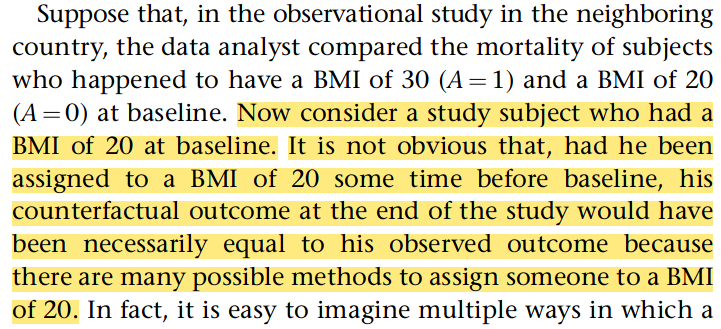 Suppose that, in the observational study in the neighboring
country, the data analyst compared the mortality of subjects
who happened to have a BMI of 30 (A=1) and a BMI of 20
(A=0) at baseline. Now consider a study subject who had a
BMI of 20 at baseline. It is not obvious that, had he been
assigned to a BMI of 20 some time before baseline, his
counterfactual outcome at the end of the study would have
been necessarily equal to his observed outcome because
there are many possible methods to assign someone to a BMI
of 20. In fact, it is easy to imagine multiple ways in which a